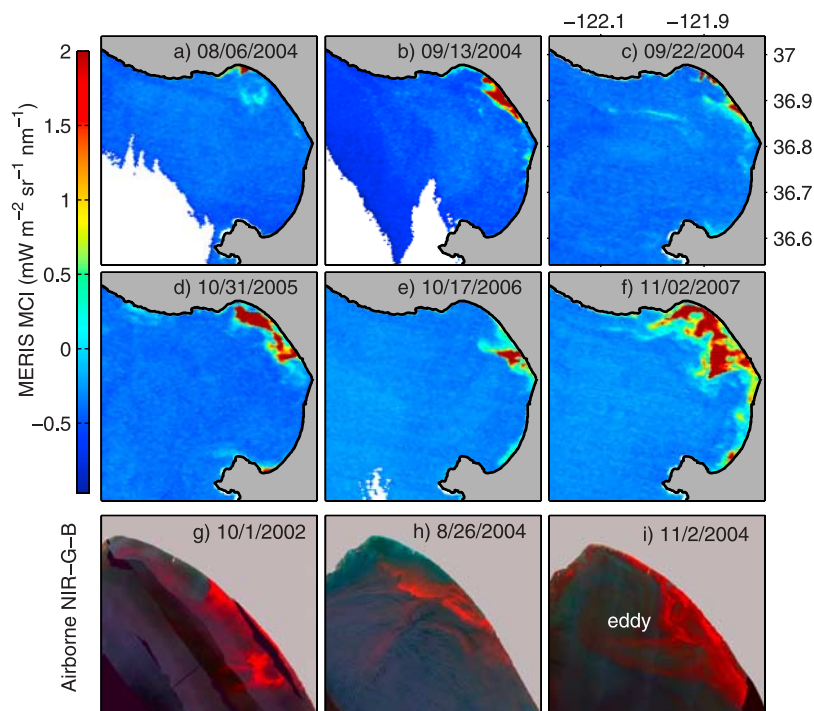 −122.1 −121.9
2
1.5
1
0.5
0
−0.5
MERIS MCI (mW m−2 sr−1 nm−1)
a) 08/06/2004
b) 09/13/2004
c) 09/22/2004
37
36.9
36.8
36.7
36.6
d) 10/31/2005
e) 10/17/2006
f) 11/02/2007
Airborne NIR−G−B
g) 10/1/2002
h) 8/26/2004
i) 11/2/2004
eddy